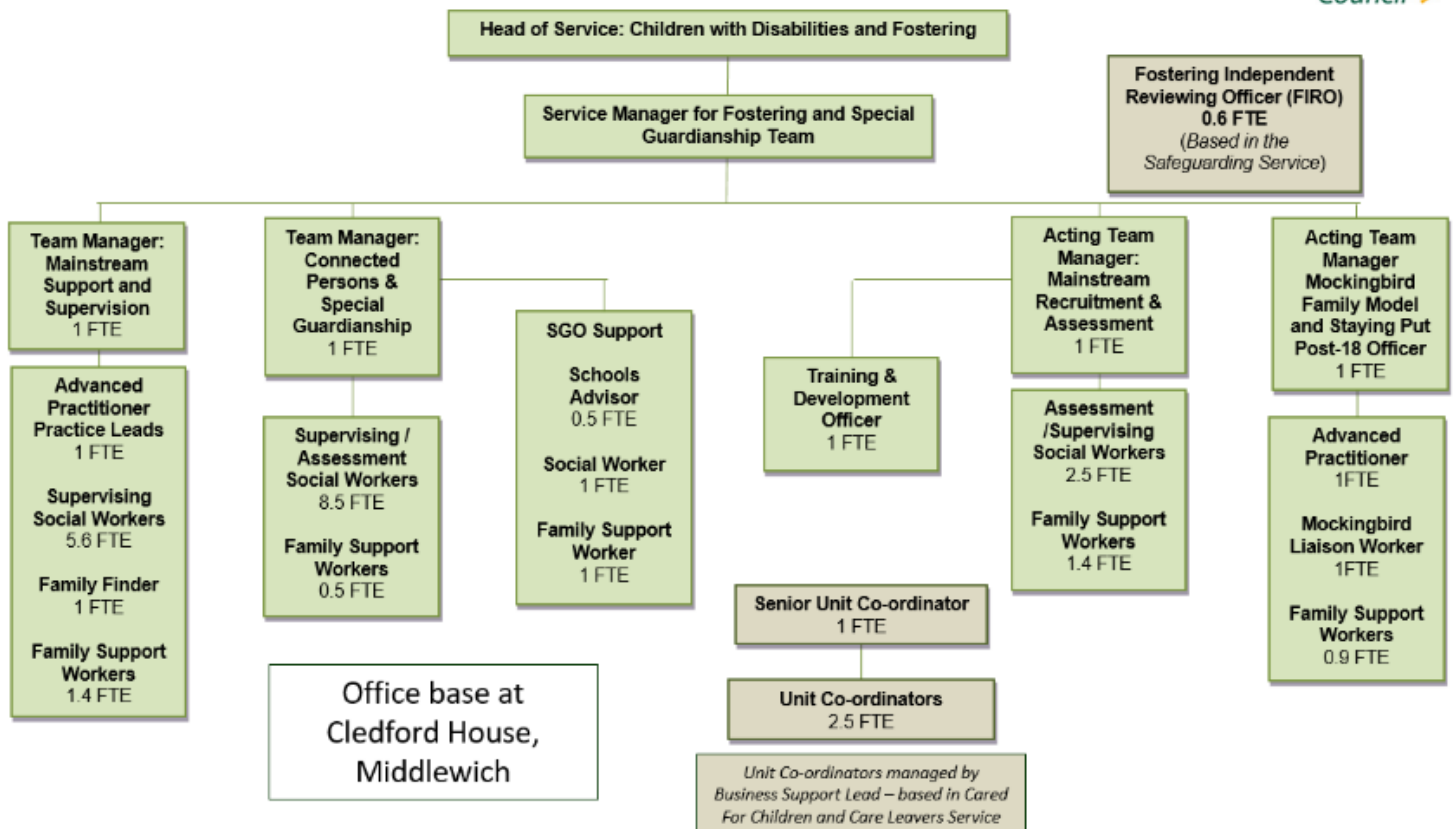 Council
Head of Service: Children with Disabilities and Fostering
Service Manager for Fostering and Special
Guardianship Team
Fostering Independent
Reviewing Officer (FIRO)
0.6 FTE
(Based in the
Safeguarding Service)
Team Manager:
Mainstream
Support and
Supervision
1 FTE
Advanced
Practitioner
Practice Leads
1 FTE
Supervising
Social Workers
5.6 FTE
Family Finder
1 FTE
Family Support
Workers
1.4 FTE
Team Manager:
Connected
Persons &
Special
Guardianship
1 FTE
Supervising /
Assessment
Social Workers
8.5 FTE
Family Support
Workers
0.5 FTE
SGO Support
Schools
Advisor
0.5 FTE
Social Worker
1 FTE
Family Support
Worker
1 FTE
Training &
Development
Officer
1 FTE
Acting Team
Manager:
Mainstream
Recruitment &
Assessment
1 FTE
Assessment
/Supervising
Social Workers
2.5 FTE
Family Support
Workers
1.4 FTE
Acting Team
Manager
Mockingbird
Family Model
and Staying Put
Post-18 Officer
1 FTE
Advanced
Practitioner
1FTE
Mockingbird
Liaison Worker
1FTE
Family Support
Workers
0.9 FTE
Senior Unit Co-ordinator
1 FTE
Unit Co-ordinators
2.5 FTE
Unit Co-ordinators managed by
Business Support Lead – based in Cared
For Children and Care Leavers Service
Office base at
Cledford House,
Middlewich